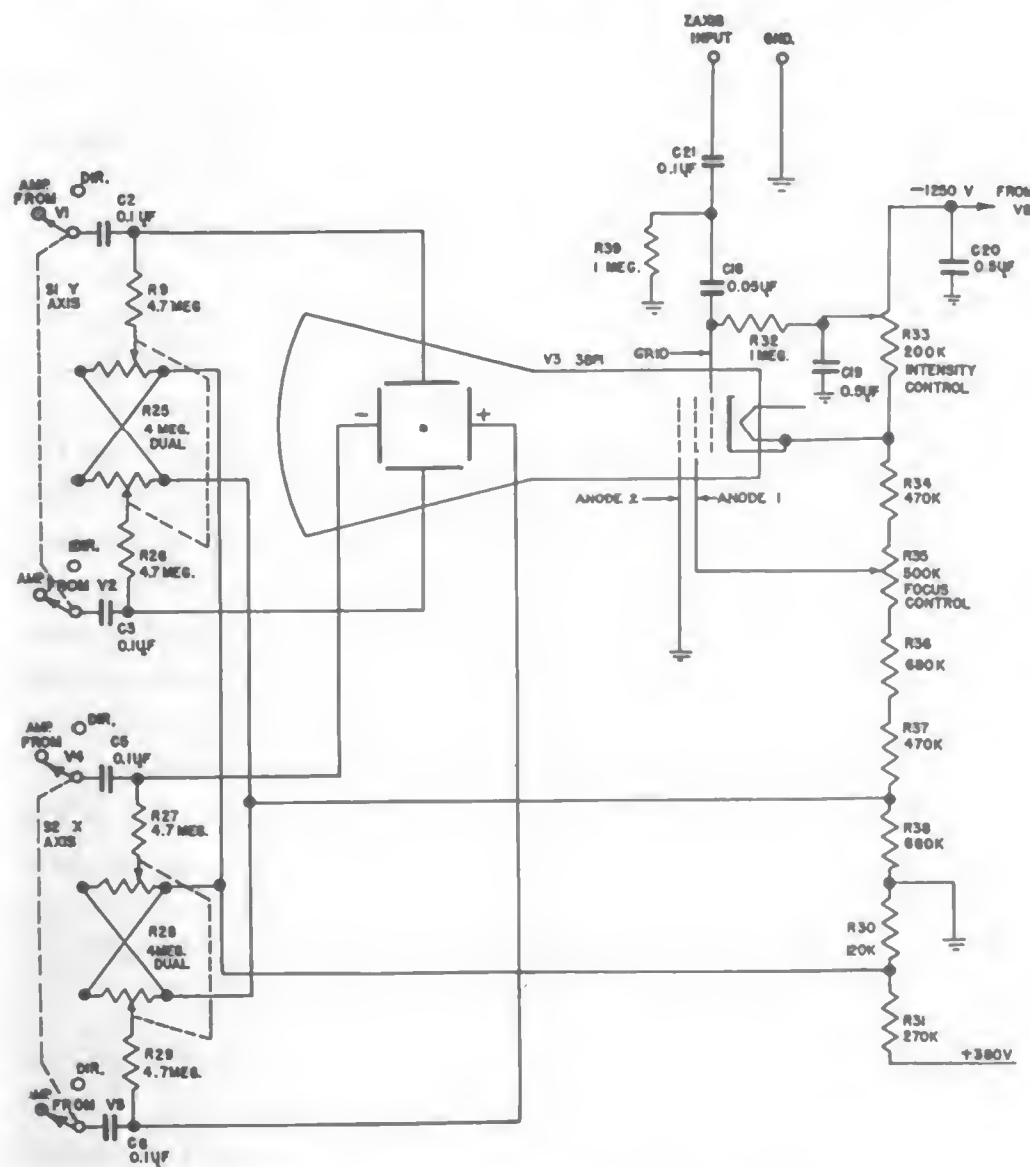 Z AXIS
INPUT
GND.
C21
0.1UF
-1250 V
FROM
C20
0.5UF
R39
1 MEG.
C18
0.05UF
R32
1 MEG.
C19
0.5UF
R33
200K
INTENSITY
CONTROL
GRID
V3 3BP1
ANODE 2
ANODE 1
R34
470K
R35
500K
FOCUS
CONTROL
R36
680K
R37
470K
R38
680K
R30
120K
R31
270K
+380V
DIR.
AMP.
FROM
V1
C2
0.1UF
S1 Y
AXIS
R9
4.7 MEG
R25
4 MEG.
DUAL
R26
4.7 MEG.
DIR.
AMP.
FROM V2
C3
0.1UF
-
+
DIR.
AMP.
FROM
V4
C5
0.1UF
S2 X
AXIS
R27
4.7 MEG.
R28
4MEG.
DUAL
R29
4.7MEG.
DIR.
AMP
FROM V5
C6
0.1UF